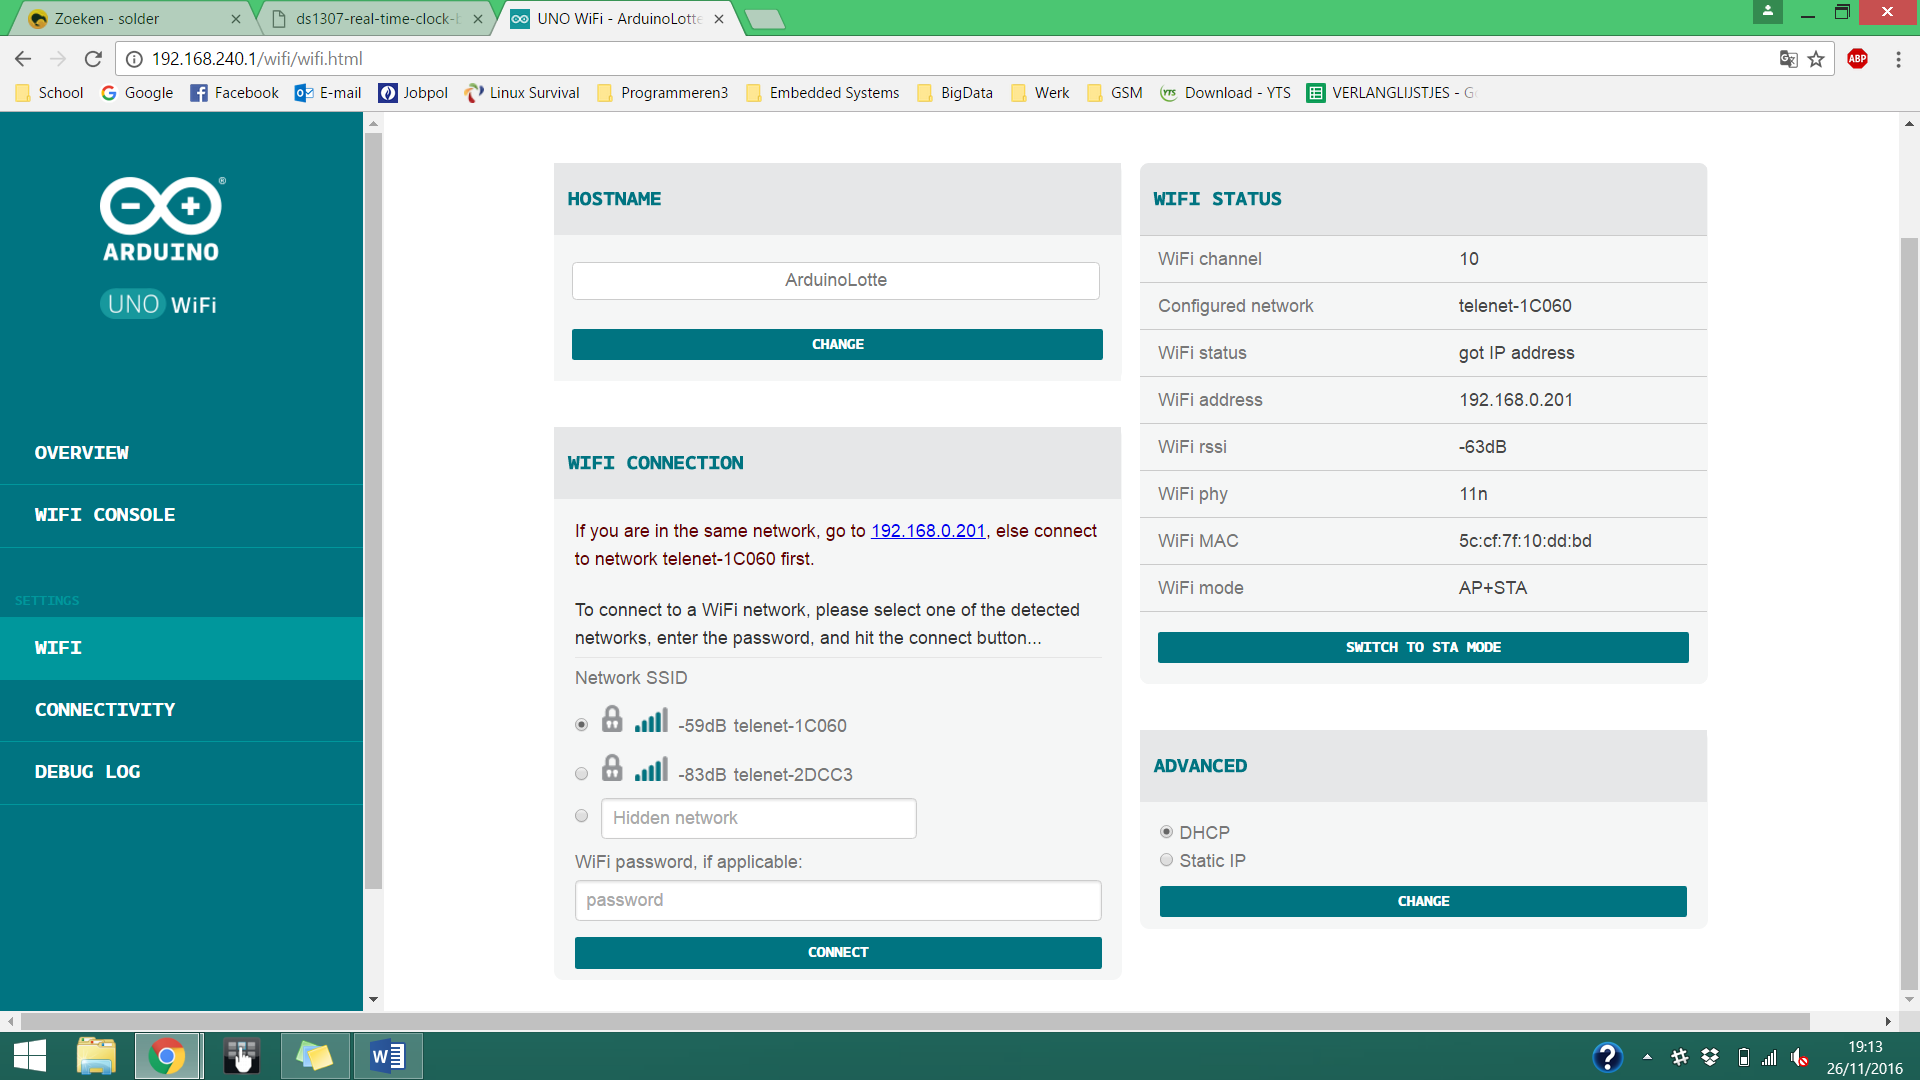 Zoeken - solder
ds1307-real-time-clock-b
UNO WiFi - ArduinoLotte
192.168.240.1/wifi/wifi.html
ABP
School
Google
Facebook
E-mail
Jobpol
Linux Survival
Programmeren3
Embedded Systems
BigData
Werk
GSM
YTS
Download - YTS
VERLANGLIJSTJES - Go
ARDUINO
UNO WiFi
OVERVIEW
WIFI CONSOLE
SETTINGS
WIFI
CONNECTIVITY
DEBUG LOG
HOSTNAME
ArduinoLotte
CHANGE
WIFI CONNECTION
If you are in the same network, go to 192.168.0.201, else connect
to network telenet-1C060 first.
To connect to a WiFi network, please select one of the detected
networks, enter the password, and hit the connect button...
Network SSID
-59dB telenet-1C060
-83dB telenet-2DCC3
Hidden network
WiFi password, if applicable:
password
CONNECT
WIFI STATUS
WiFi channel 10
Configured network telenet-1C060
WiFi status got IP address
WiFi address 192.168.0.201
WiFi rssi -63dB
WiFi phy 11n
WiFi MAC 5c:cf:7f:10:dd:bd
WiFi mode AP+STA
SWITCH TO STA MODE
ADVANCED
DHCP
Static IP
CHANGE
19:13
26/11/2016